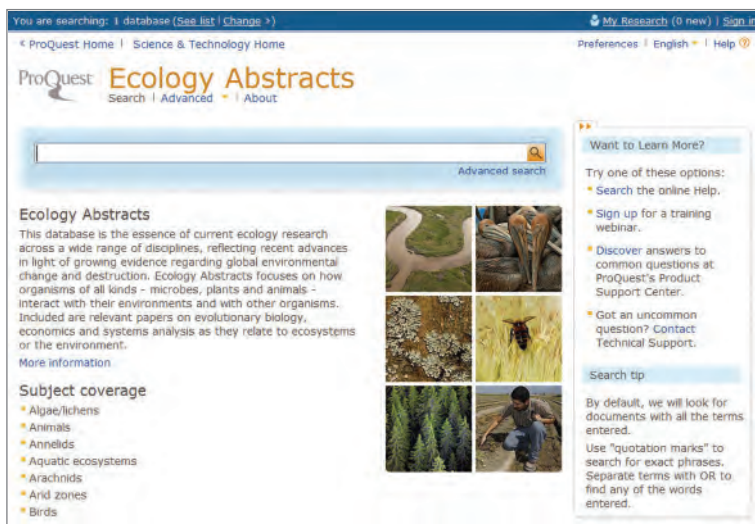 You are searching: 1 database (See list | Change >)
My Research (0 new) | Sign in
< ProQuest Home | Science & Technology Home
Preferences | English | Help
ProQuest
Ecology Abstracts
Search | Advanced | About
Advanced search
Ecology Abstracts
This database is the essence of current ecology research
across a wide range of disciplines, reflecting recent advances
in light of growing evidence regarding global environmental
change and destruction. Ecology Abstracts focuses on how
organisms of all kinds - microbes, plants and animals -
interact with their environments and with other organisms.
Included are relevant papers on evolutionary biology,
economics and systems analysis as they relate to ecosystems
or the environment.
More information
Subject coverage
Algae/lichens
Animals
Annelids
Aquatic ecosystems
Arachnids
Arid zones
Birds
Want to Learn More?
Try one of these options:
Search the online Help.
Sign up for a training
webinar.
Discover answers to
common questions at
ProQuest's Product
Support Center.
Got an uncommon
question? Contact
Technical Support.
Search tip
By default, we will look for
documents with all the terms
entered.
Use "quotation marks" to
search for exact phrases.
Separate terms with OR to
find any of the words
entered.